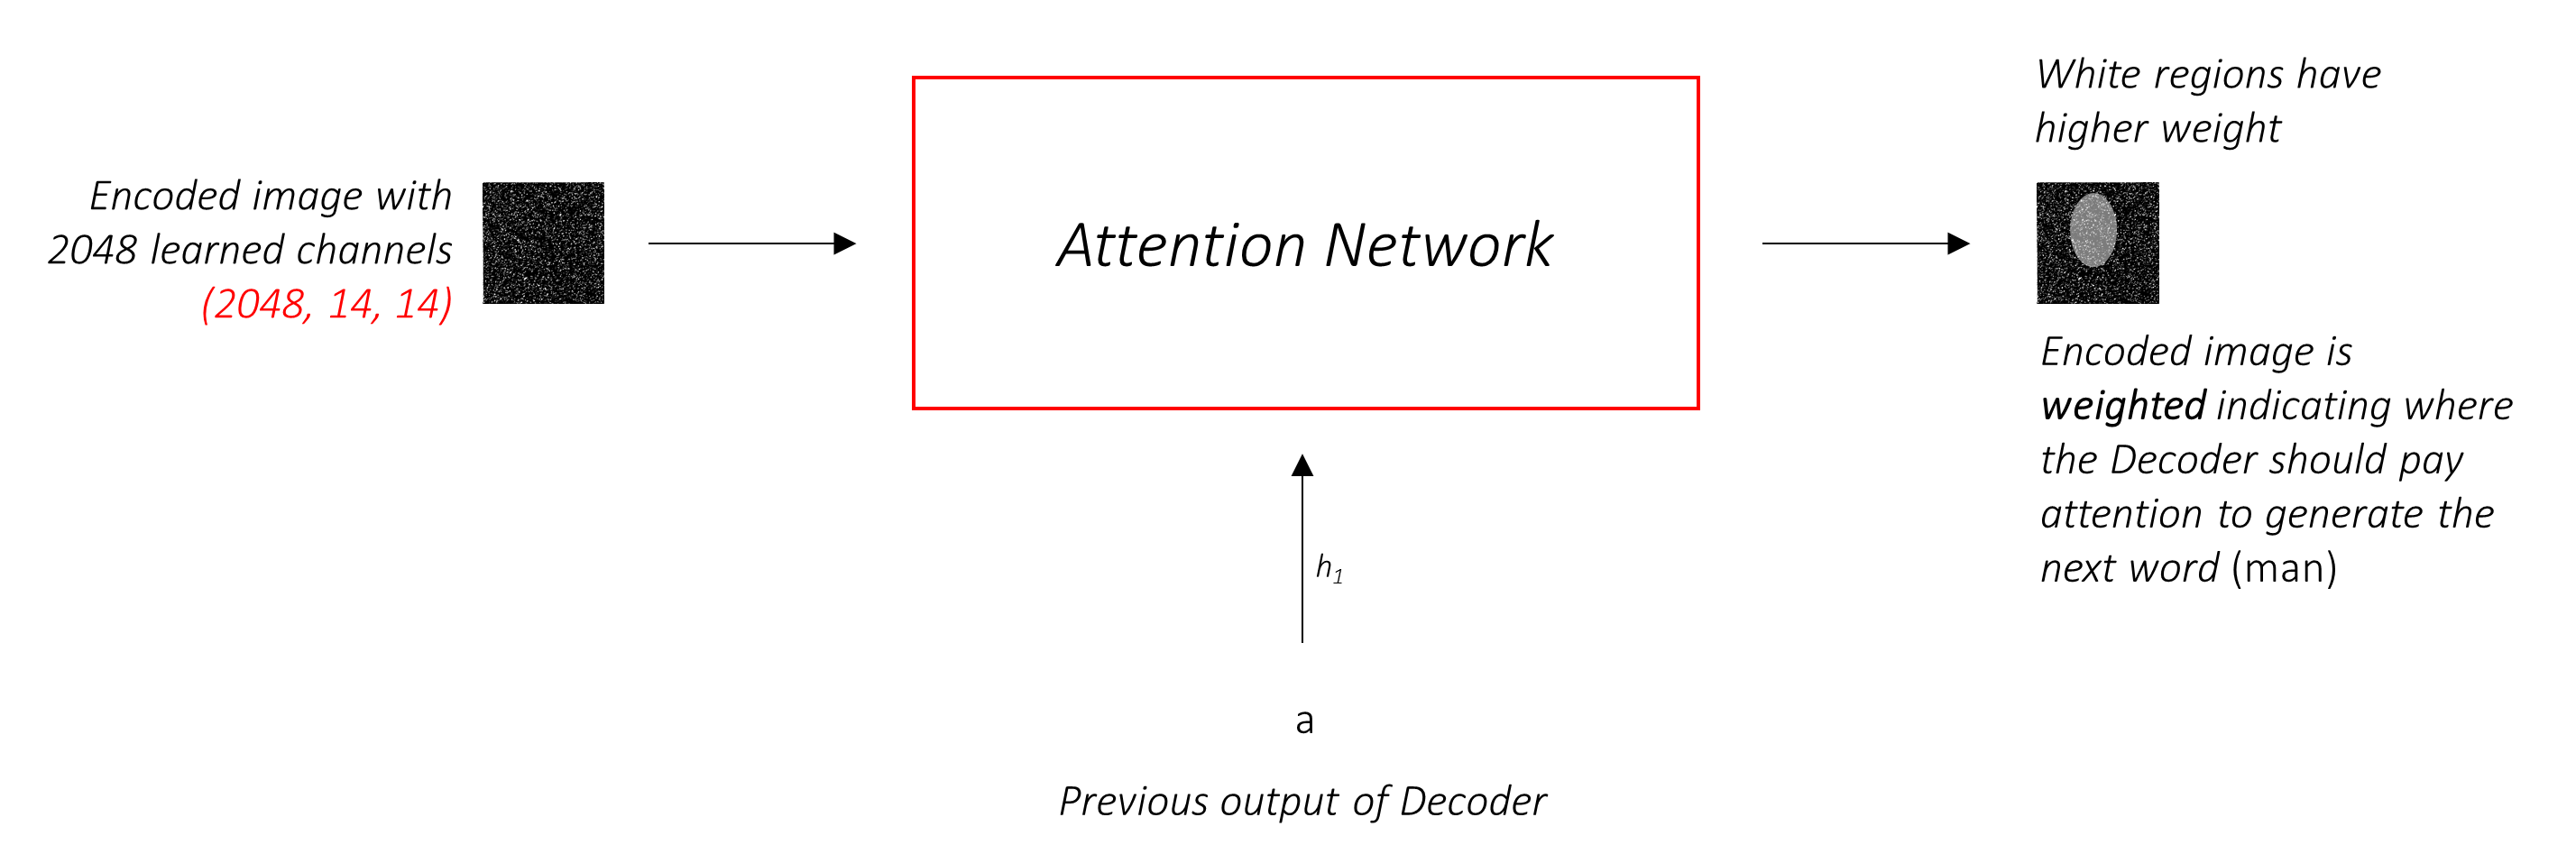 Encoded image with
2048 learned channels
(2048, 14, 14)
Attention Network
h1
a
Previous output of Decoder
White regions have
higher weight
Encoded image is
weighted indicating where
the Decoder should pay
attention to generate the
next word (man)